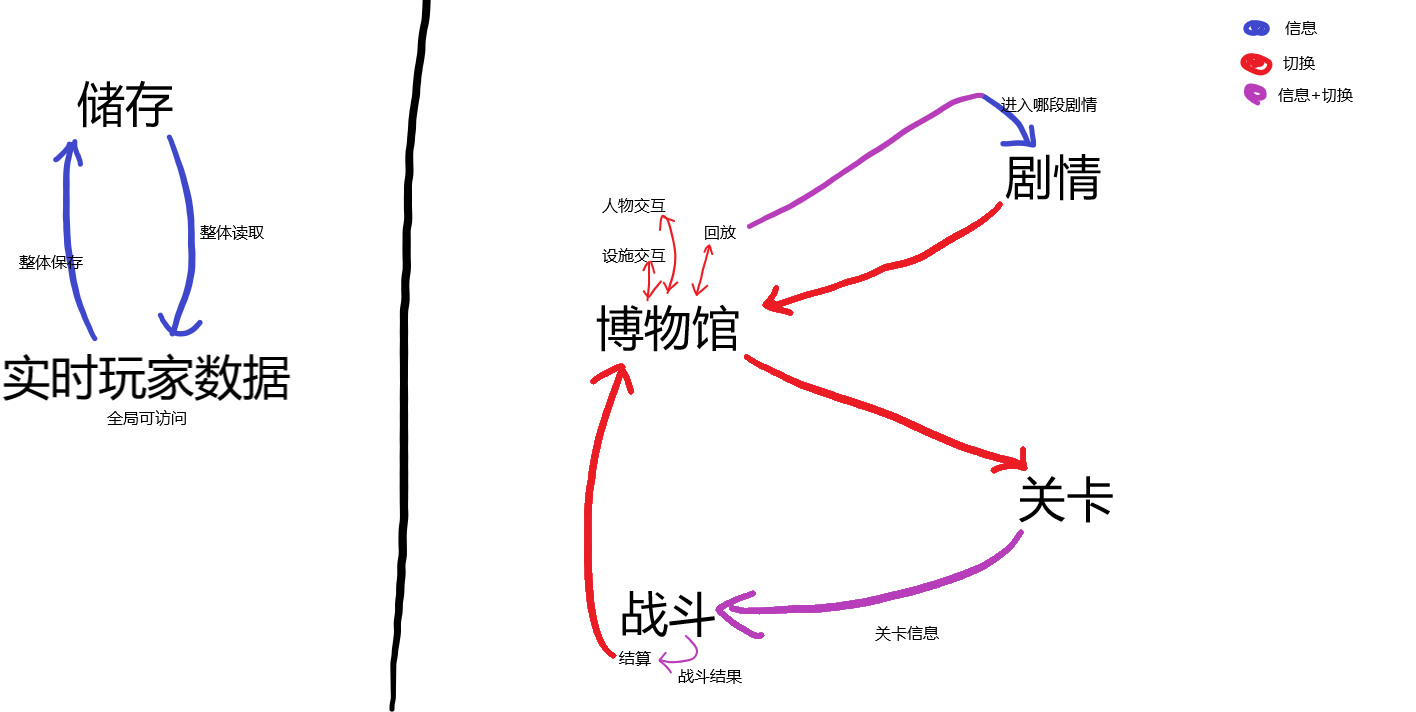 储存
整体读取
整体保存
实时玩家数据
全局可访问
信息
切换
信息+切换
进入哪段剧情
剧情
人物交互
回放
设施交互
博物馆
关卡
关卡信息
战斗
结算
战斗结果